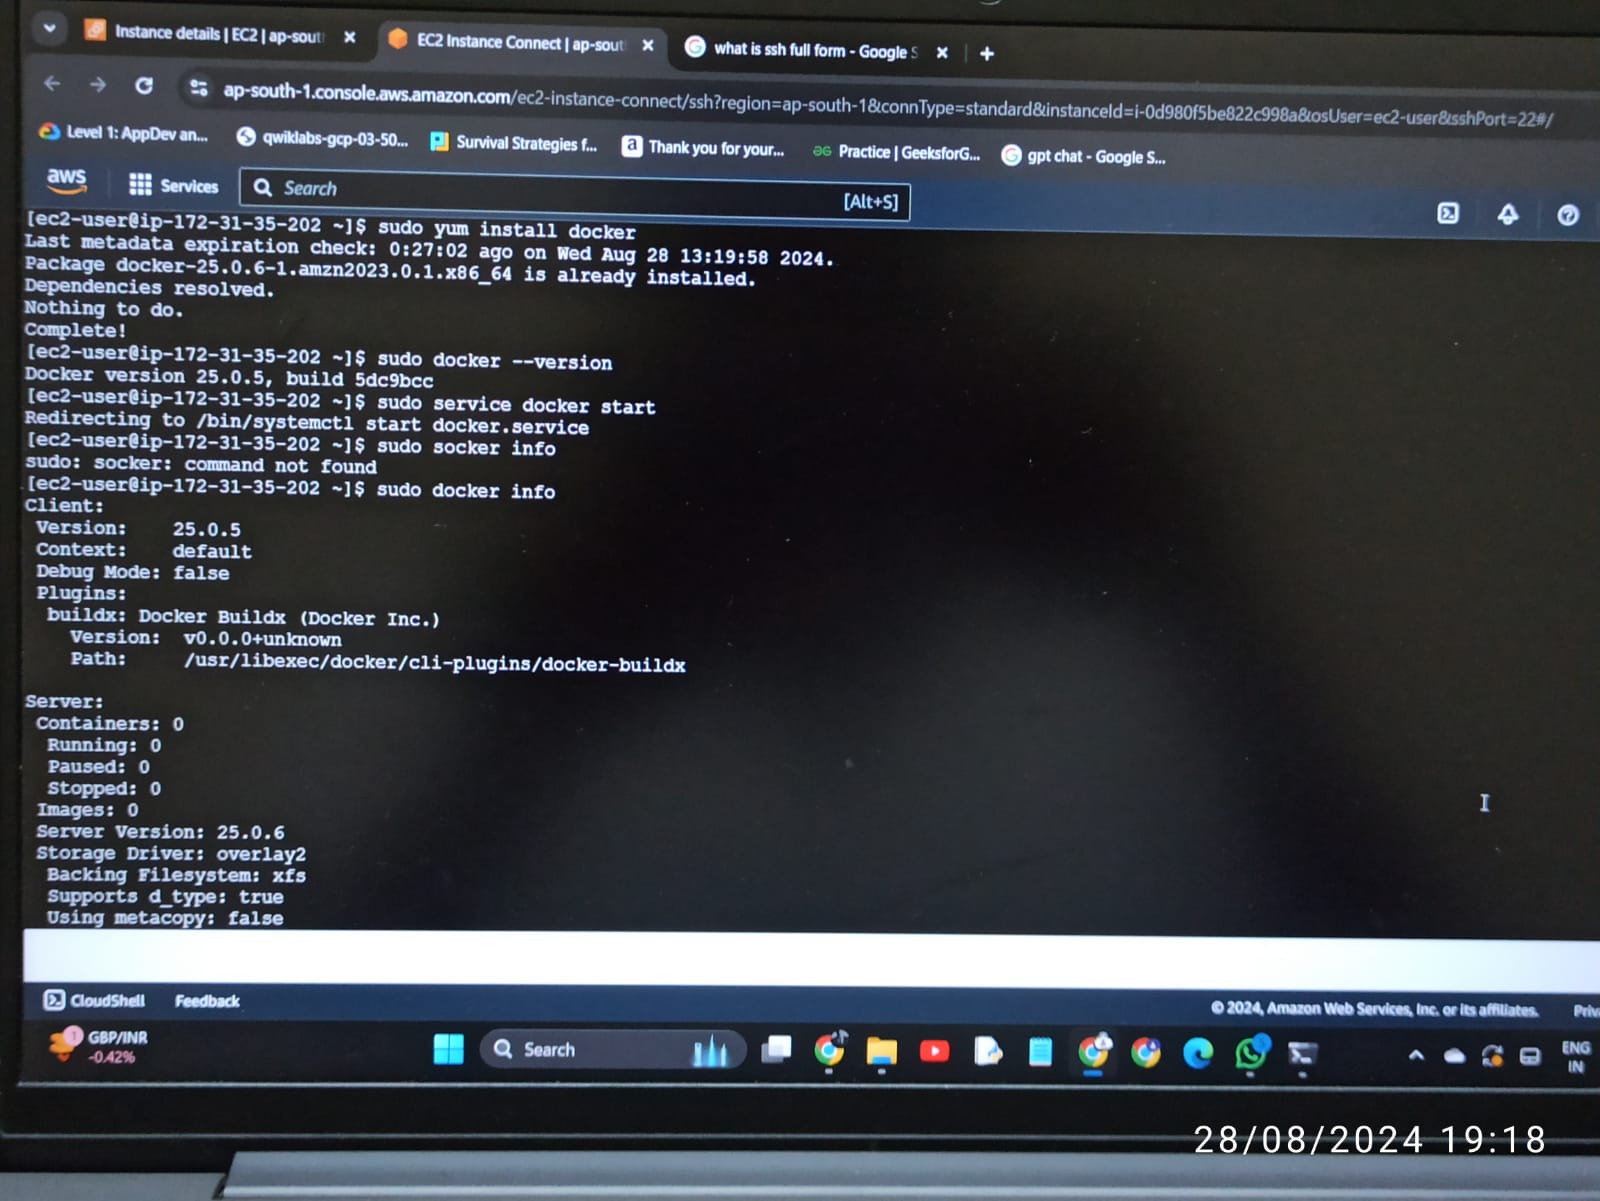 Instance details | EC2 | ap-sout
EC2 Instance Connect | ap-sout
what is ssh full form - Google S
ap-south-1.console.aws.amazon.com/ec2-instance-connect/ssh?region=ap-south-1&connType=standard&instanceId=i-0d980f5be822c998a&osUser=ec2-user&sshPort=22#/
Level 1: AppDev an...
qwiklabs-gcp-03-50...
Survival Strategies f...
a Thank you for your...
Practice | GeeksforG...
gpt chat - Google S...
aws
Services
Search
[Alt+S]
[ec2-user@ip-172-31-35-202 ~]$ sudo yum install docker
Last metadata expiration check: 0:27:02 ago on Wed Aug 28 13:19:58 2024.
Package docker-25.0.6-1.amzn2023.0.1.x86_64 is already installed.
Dependencies resolved.
Nothing to do.
Complete!
[ec2-user@ip-172-31-35-202 ~]$ sudo docker --version
Docker version 25.0.5, build 5dc9bcc
[ec2-user@ip-172-31-35-202 ~]$ sudo service docker start
Redirecting to /bin/systemctl start docker.service
[ec2-user@ip-172-31-35-202 ~]$ sudo socker info
sudo: socker: command not found
[ec2-user@ip-172-31-35-202 ~]$ sudo docker info
Client:
Version: 25.0.5
Context: default
Debug Mode: false
Plugins:
buildx: Docker Buildx (Docker Inc.)
Version: v0.0.0+unknown
Path: /usr/libexec/docker/cli-plugins/docker-buildx
Server:
Containers: 0
Running: 0
Paused: 0
Stopped: 0
Images: 0
Server Version: 25.0.6
Storage Driver: overlay2
Backing Filesystem: xfs
Supports d_type: true
Using metacopy: false
CloudShell
Feedback
© 2024, Amazon Web Services, Inc. or its affiliates.
Priv
1
GBP/INR
-0.42%
Search
ENG
IN
28/08/2024 19:18